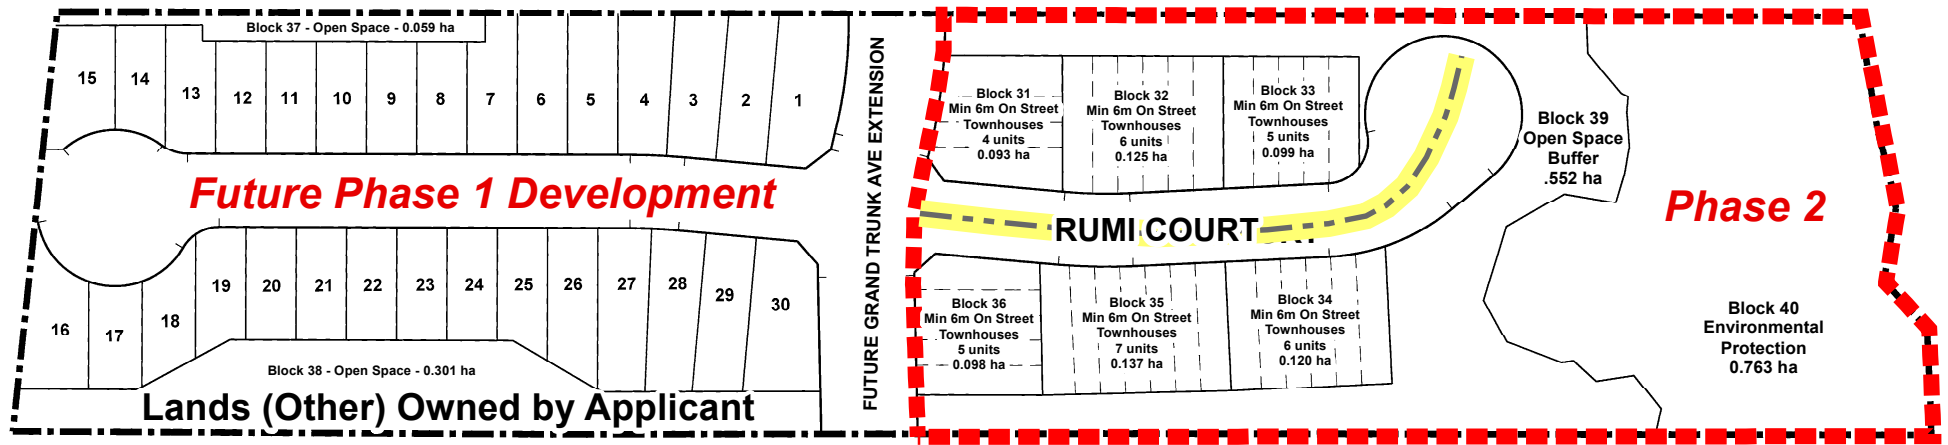 Block 37 - Open Space - 0.059 ha
15
14
13
12
11
10
9
8
7
6
5
4
3
2
1
Future Phase 1 Development
16
17
18
19
20
21
22
23
24
25
26
27
28
29
30
Block 38 - Open Space - 0.301 ha
Lands (Other) Owned by Applicant
FUTURE GRAND TRUNK AVE EXTENSION
Block 31
Min 6m On Street
Townhouses
4 units
0.093 ha
Block 32
Min 6m On Street
Townhouses
6 units
0.125 ha
Block 33
Min 6m On Street
Townhouses
5 units
0.099 ha
RUMI COURT
Block 36
Min 6m On Street
Townhouses
5 units
0.098 ha
Block 35
Min 6m On Street
Townhouses
7 units
0.137 ha
Block 34
Min 6m On Street
Townhouses
6 units
0.120 ha
Block 39
Open Space
Buffer
.552 ha
Phase 2
Block 40
Environmental
Protection
0.763 ha